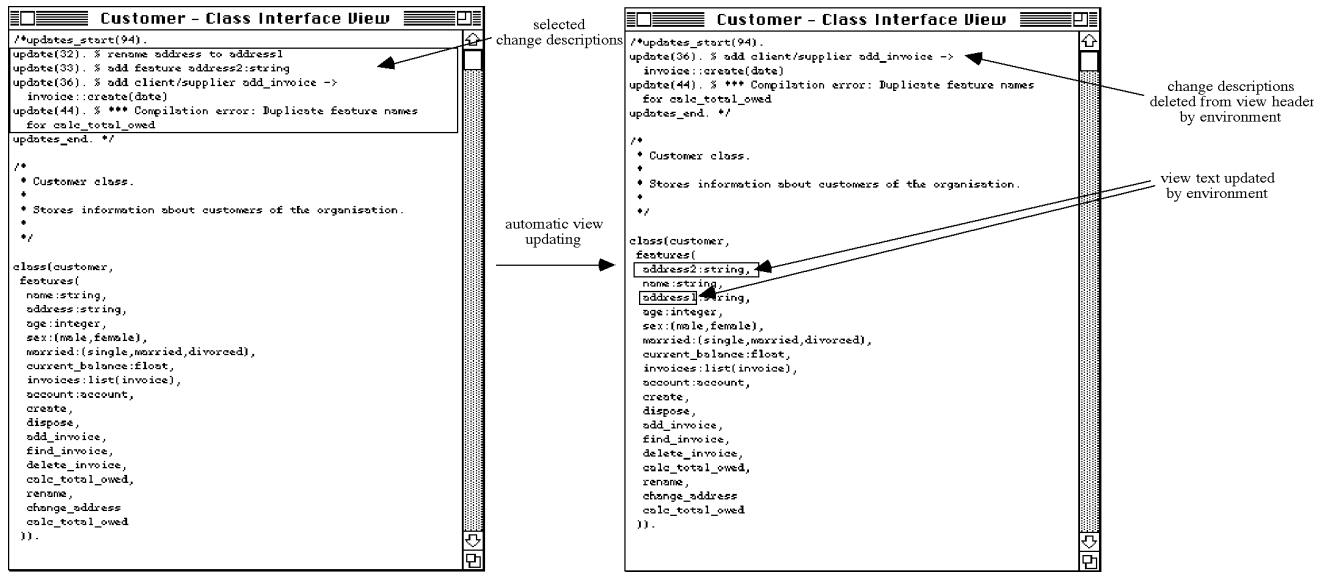 Customer – Class Interface View
/*updates_start(94).
update(32). % rename address to address1
update(33). % add feature address2:string
update(36). % add client/supplier add_invoice ->
invoice::create(date)
update(44). % *** Compilation error: Duplicate feature names
for calc_total_owed
updates_end. */
/*
* Customer class.
*
* Stores information about customers of the organisation.
*
*/
class(customer,
features(
name:string,
address:string,
age:integer,
sex:(male,female),
married:(single,married,divorced),
current_balance:float,
invoices:list(invoice),
account:account,
create,
dispose,
add_invoice,
find_invoice,
delete_invoice,
calc_total_owed,
rename,
change_address
calc_total_owed
)).
selected
change descriptions
automatic view
updating
Customer – Class Interface View
/*updates_start(94).
update(36). % add client/supplier add_invoice ->
invoice::create(date)
update(44). % *** Compilation error: Duplicate feature names
for calc_total_owed
updates_end. */
/*
* Customer class.
*
* Stores information about customers of the organisation.
*
*/
class(customer,
features(
address2:string,
name:string,
address1:string,
age:integer,
sex:(male,female),
married:(single,married,divorced),
current_balance:float,
invoices:list(invoice),
account:account,
create,
dispose,
add_invoice,
find_invoice,
delete_invoice,
calc_total_owed,
rename,
change_address
calc_total_owed
)).
change descriptions
deleted from view header
by environment
view text updated
by environment